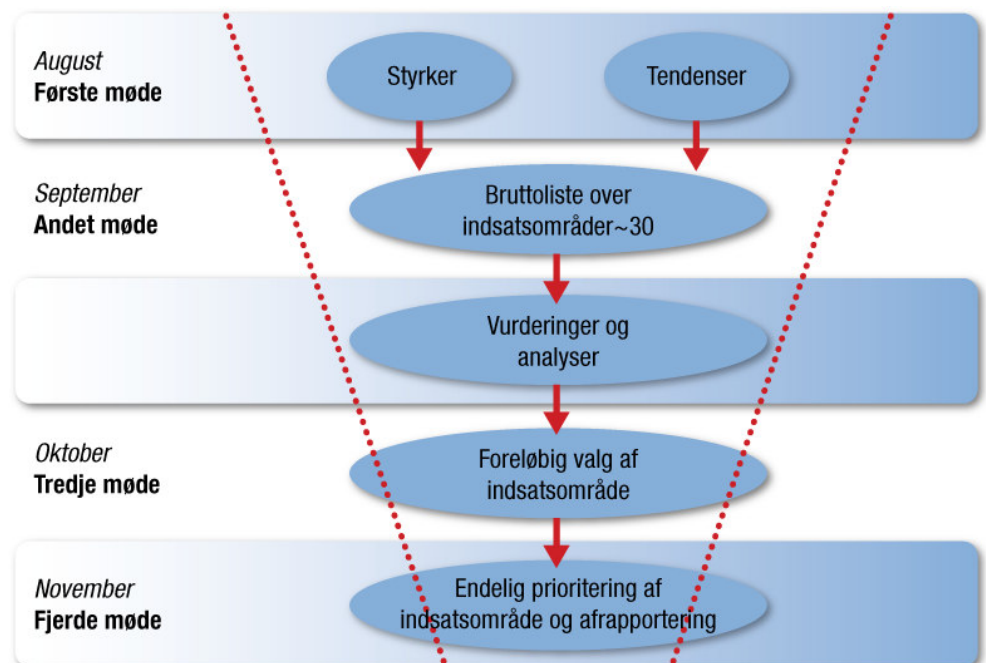 August
Første møde
Styrker
Tendenser
September
Andet møde
Bruttoliste over
indsatsområder~30
Vurderinger og
analyser
Oktober
Tredje møde
Foreløbig valg af
indsatsområde
November
Fjerde møde
Endelig prioritering af
indsatsområde og afrapportering